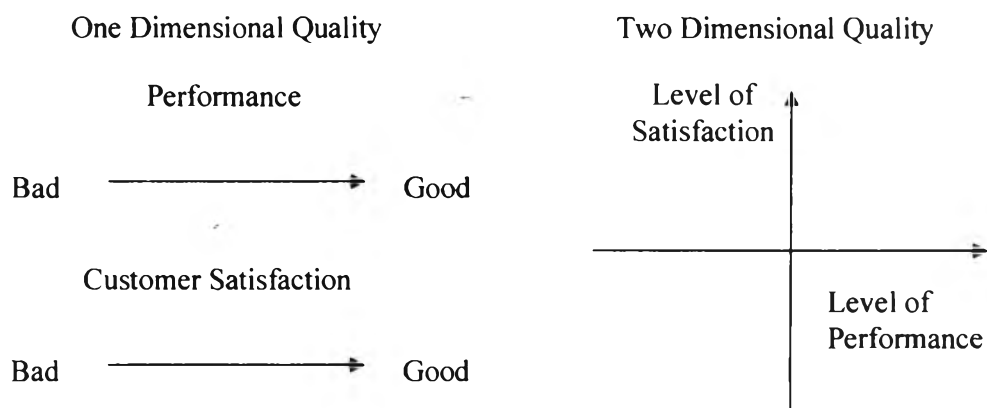 One Dimensional Quality
Performance
Bad
Good
Customer Satisfaction
Bad
Good
Two Dimensional Quality
Level of
Satisfaction
Level of
Performance